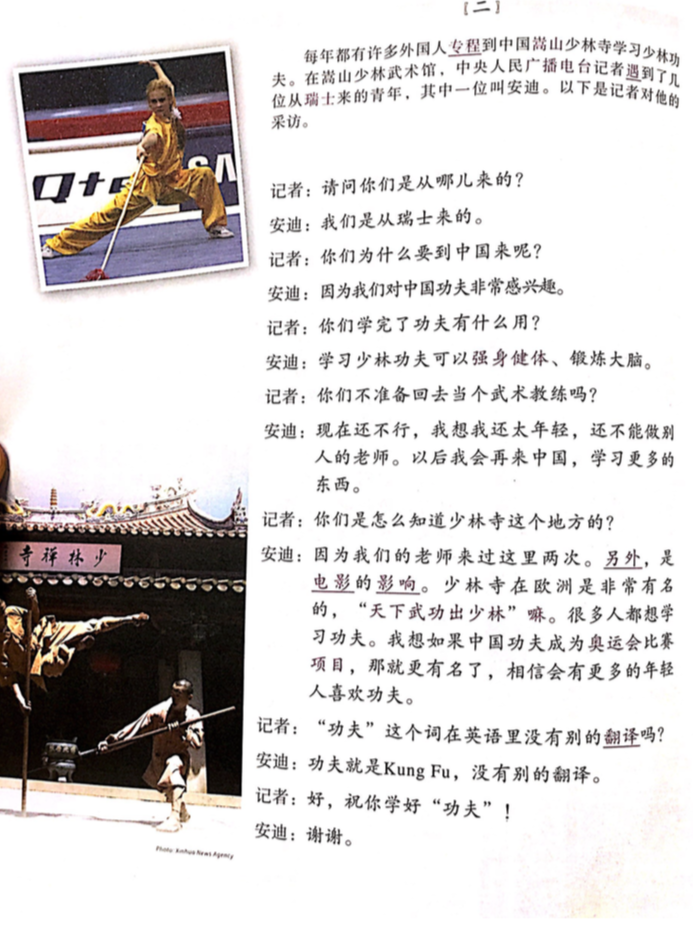 [二]
每年都有许多外国人专程到中国嵩山少林寺学习少林功
夫。在嵩山少林武术馆，中央人民广播电台记者遇到了几
位从瑞士来的青年，其中一位叫安迪。以下是记者对他的
采访。
记者：请问你们是从哪儿来的？
安迪：我们是从瑞士来的。
记者：你们为什么要到中国来呢？
安迪：因为我们对中国功夫非常感兴趣。
记者：你们学完了功夫有什么用？
安迪：学习少林功夫可以强身健体、锻炼大脑。
记者：你们不准备回去当个武术教练吗？
安迪：现在还不行，我想我还太年轻，还不能做别
人的老师。以后我会再来中国，学习更多的
东西。
记者：你们是怎么知道少林寺这个地方的？
安迪：因为我们的老师来过这里两次。另外，是
电影的影响。少林寺在欧洲是非常有名
的，“天下武功出少林”嘛。很多人都想学
习功夫。我想如果中国功夫成为奥运会比赛
项目，那就更有名了，相信会有更多的年轻
人喜欢功夫。
记者：“功夫”这个词在英语里没有别的翻译吗？
安迪：功夫就是Kung Fu，没有别的翻译。
记者：好，祝你学好“功夫”！
安迪：谢谢。
Qte
SA
寺禅林少
Photo: Xinhua News Agency